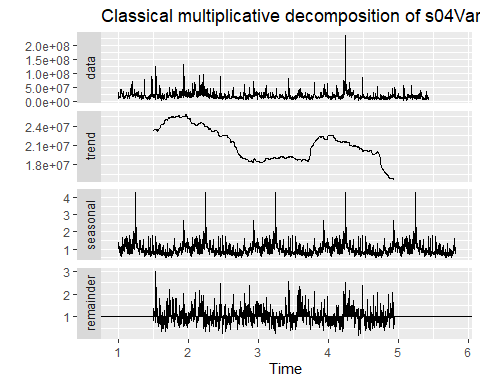 Classical multiplicative decomposition of s04Var
data
2.0e+08
1.5e+08
1.0e+08
5.0e+07
0.0e+00
trend
2.4e+07
2.1e+07
1.8e+07
seasonal
4
3
2
1
remainder
3
2
1
1 2 3 4 5 6
Time